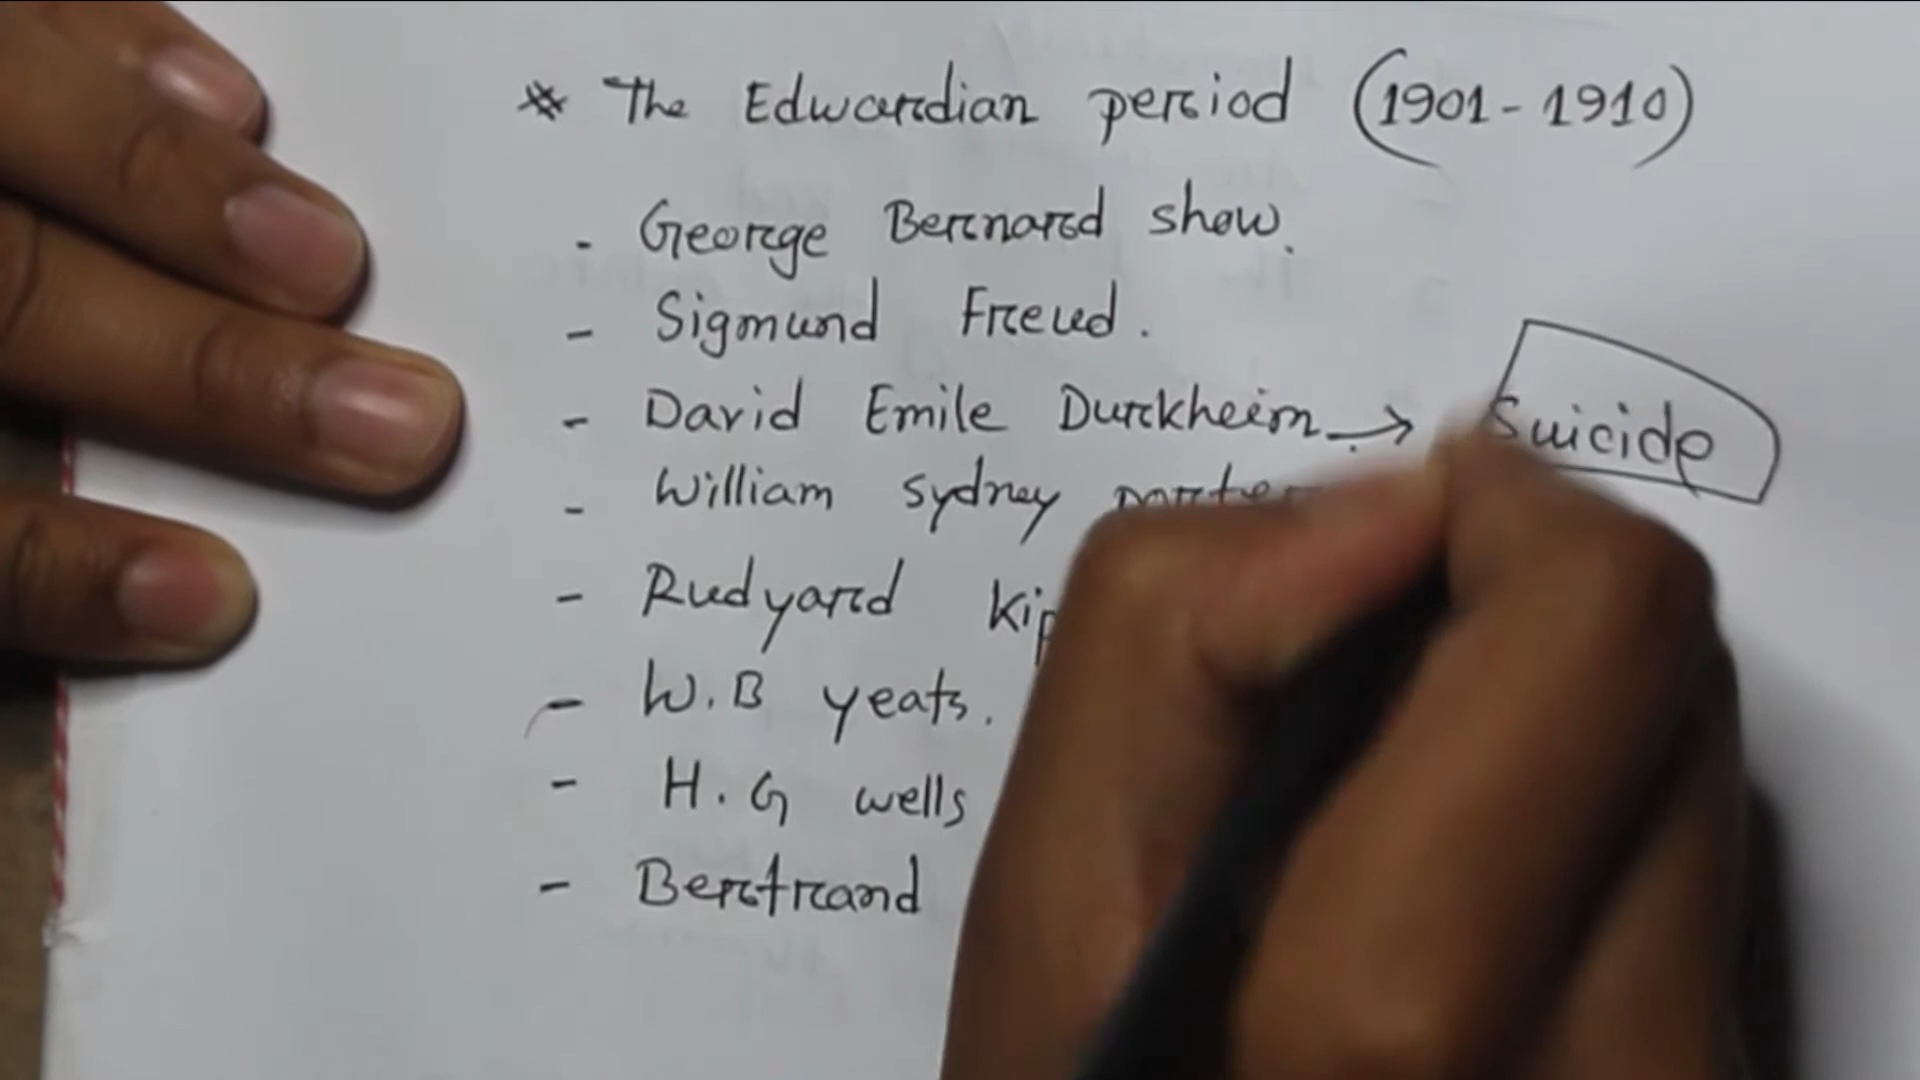 * The Edwardian period (1901 - 1910)
- George Bernard show.
- Sigmund Freud.
- David Emile Durkheim → Suicide
- William sydney porter
- Rudyard
- W.B yeats.
- H.G wells
- Bertrand